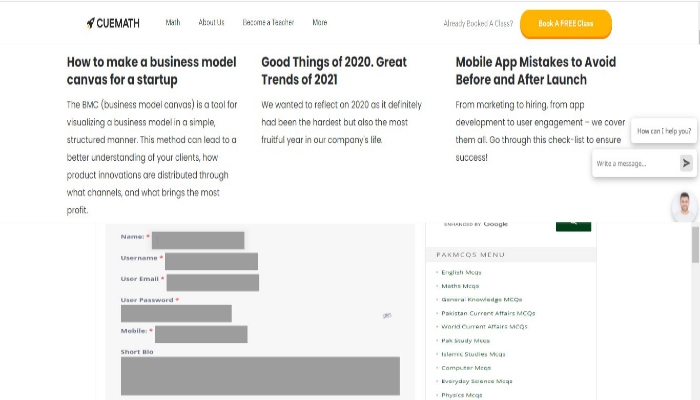 CUEMATH Math About Us Become a Teacher More Already Booked A Class? Book A FREE Class
How to make a business model
canvas for a startup
The BMC (business model canvas) is a tool for
visualizing a business model in a simple,
structured manner. This method can lead to a
better understanding of your clients, how
product innovations are distributed through
what channels, and what brings the most
profit.
Good Things of 2020. Great
Trends of 2021
We wanted to reflect on 2020 as it definitely
had been the hardest but also the most
fruitful year in our company's life.
Mobile App Mistakes to Avoid
Before and After Launch
From marketing to hiring, from app
development to user engagement – we cover
them all. Go through this check-list to ensure
success!
How can I help you?
Write a message...
Name: *
Username *
User Email *
User Password *
Mobile: *
Short Bio
ENHANCED BY Google
PAKMCQS MENU
English Mcqs
Maths Mcqs
General Knowledge MCQs
Pakistan Current Affairs MCQs
World Current Affairs MCQs
Pak Study Mcqs
Islamic Studies Mcqs
Computer Mcqs
Everyday Science Mcqs
Physics Mcqs